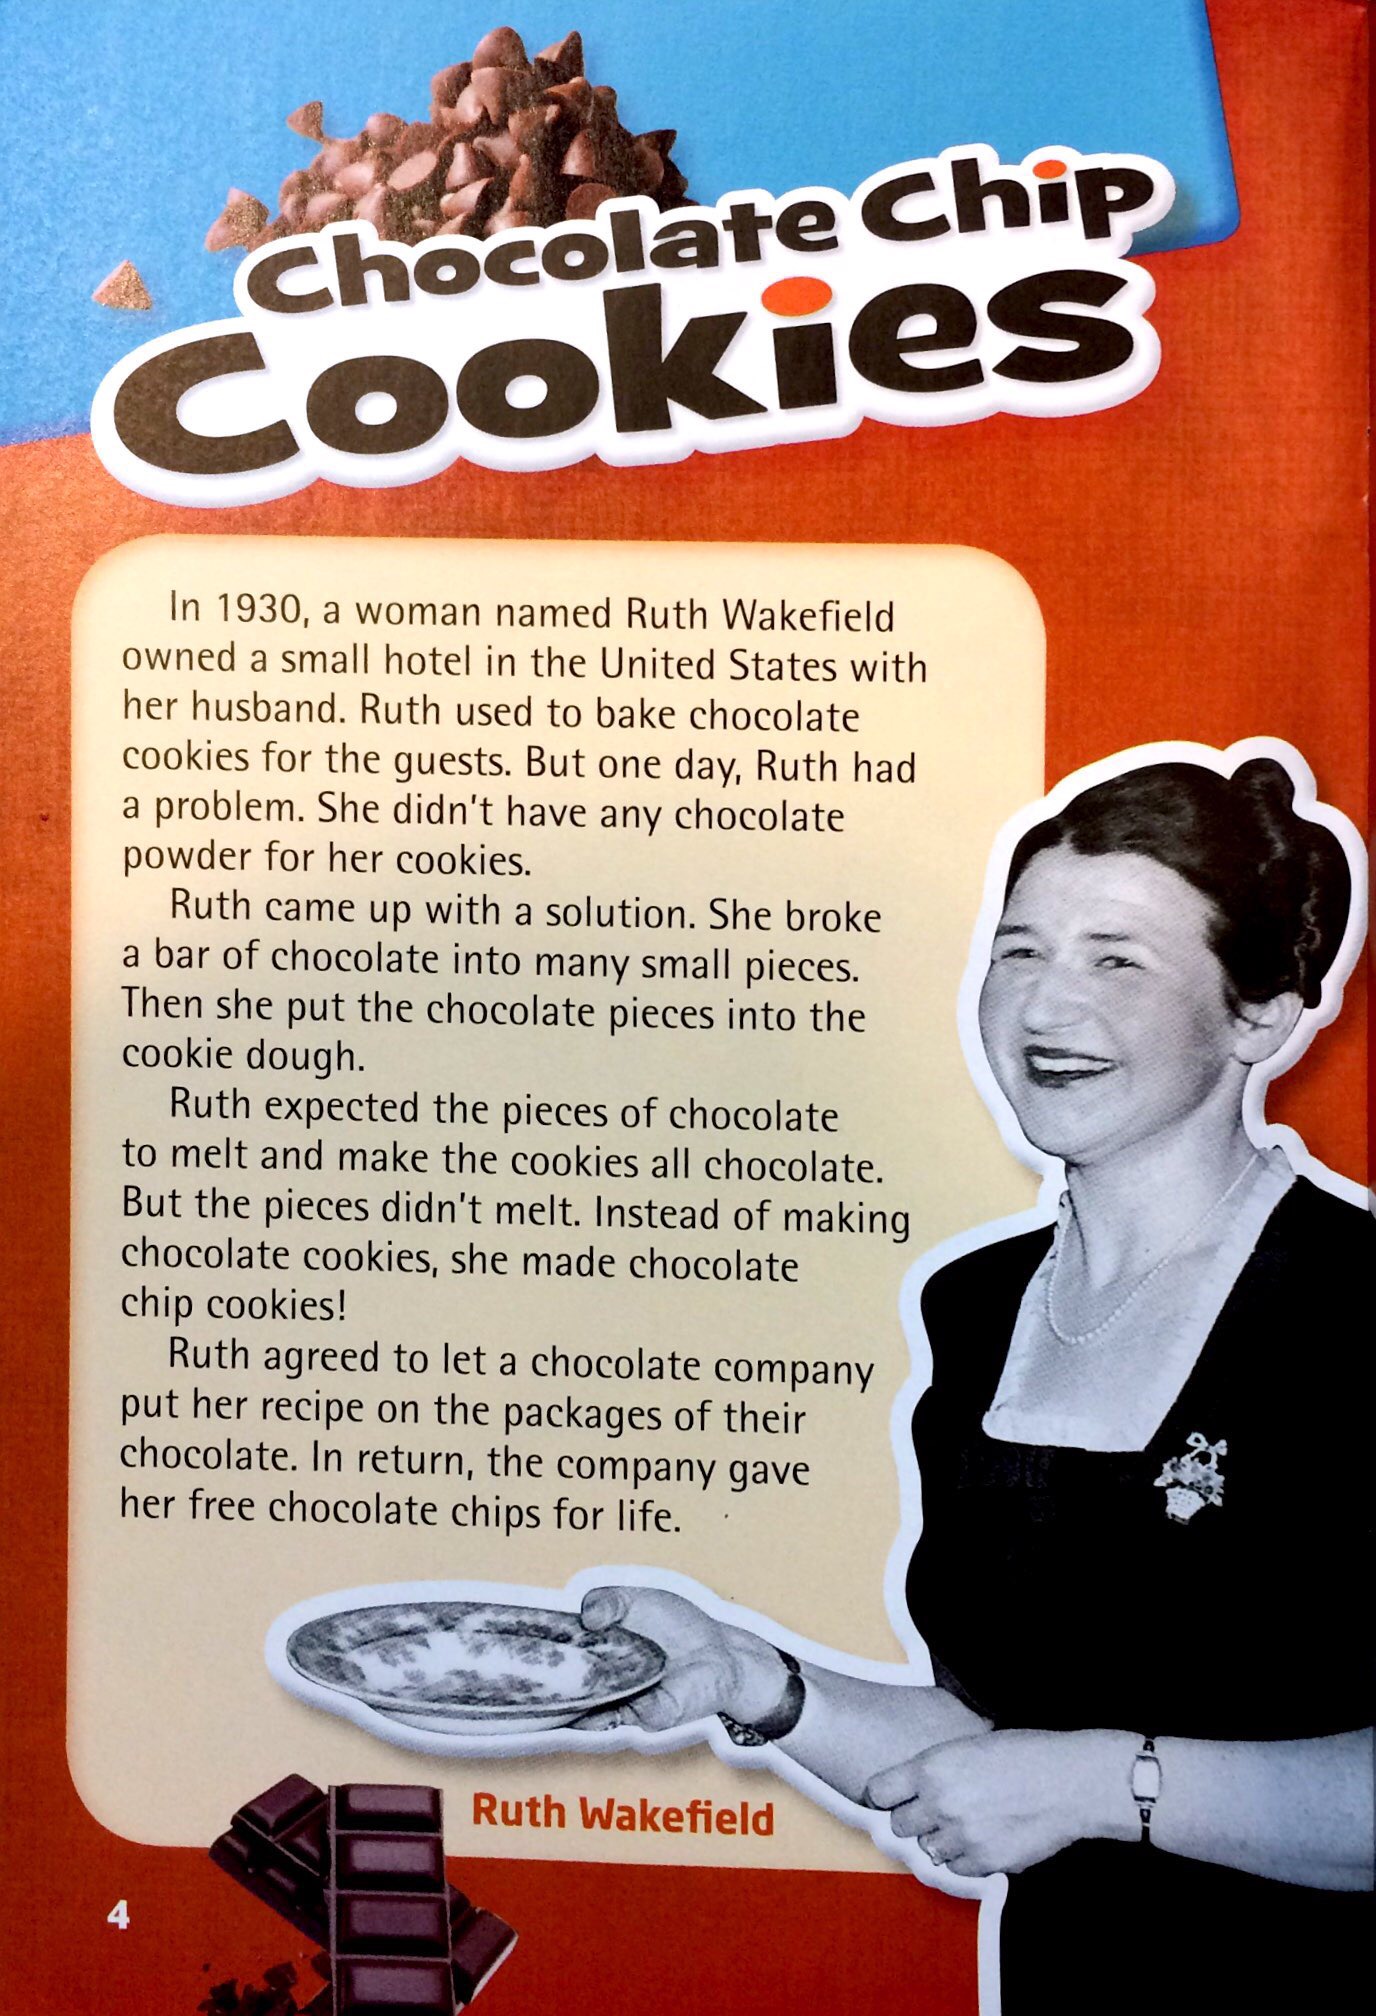 Chocolate Chip
Cookies
In 1930, a woman named Ruth Wakefield
owned a small hotel in the United States with
her husband. Ruth used to bake chocolate
cookies for the guests. But one day, Ruth had
a problem. She didn't have any chocolate
powder for her cookies.
Ruth came up with a solution. She broke
a bar of chocolate into many small pieces.
Then she put the chocolate pieces into the
cookie dough.
Ruth expected the pieces of chocolate
to melt and make the cookies all chocolate.
But the pieces didn't melt. Instead of making
chocolate cookies, she made chocolate
chip cookies!
Ruth agreed to let a chocolate company
put her recipe on the packages of their
chocolate. In return, the company gave
her free chocolate chips for life.
Ruth Wakefield
4